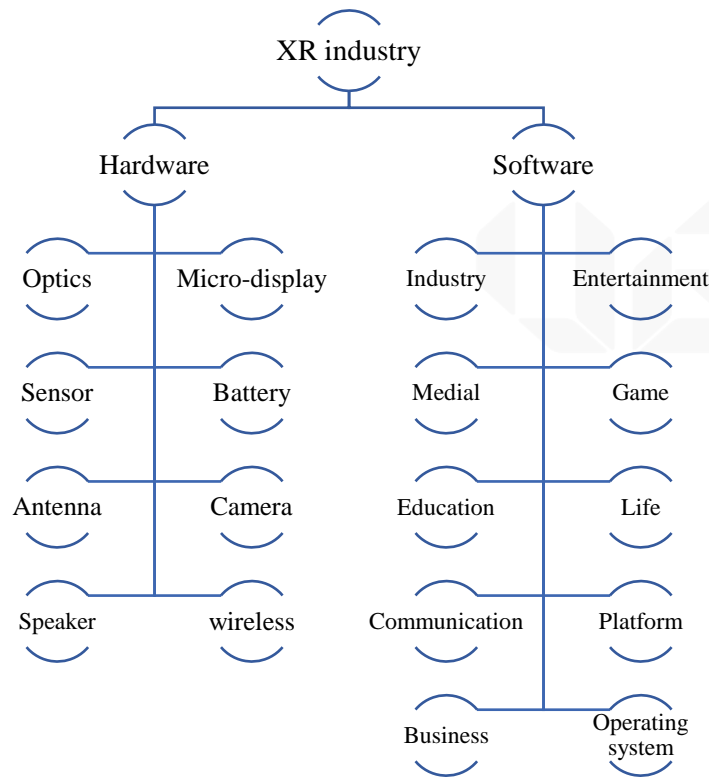 XR industry
Hardware
Software
Optics
Micro-display
Industry
Entertainment
Sensor
Battery
Medial
Game
Antenna
Camera
Education
Life
Speaker
wireless
Communication
Platform
Business
Operating
system